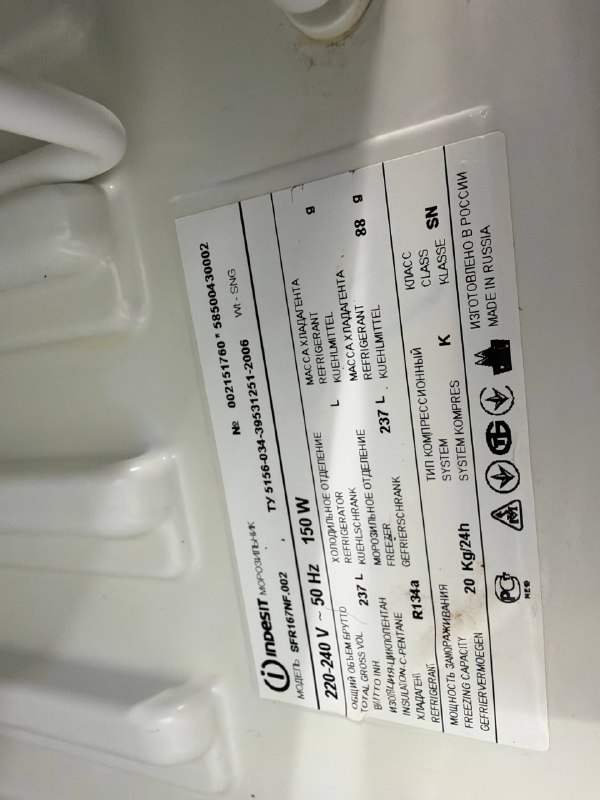 № 002151760 * 58500430002
INDESIT МОРОЗИЛЬНИК ТУ 5156-034-39531251-2006 Wt - SNG
МОДЕЛЬ SFR167NF.002
220-240 V ~ 50 Hz 150 W
ОБЩИЙ ОБЪЕМ БРУТТО
TOTAL GROSS VOL 237 L
BRUTTO INH
ХОЛОДИЛЬНОЕ ОТДЕЛЕНИЕ
REFRIGERATOR L
KUEHLSCHRANK
МАССА ХЛАДАГЕНТА
REFRIGERANT g
KUEHLMITTEL
МОРОЗИЛЬНОЕ ОТДЕЛЕНИЕ
FREEZER 237 L
GEFRIERSCHRANK
МАССА ХЛАДАГЕНТА
REFRIGERANT 88 g
KUEHLMITTEL
ИЗОЛЯЦИЯ-ЦИКЛОПЕНТАН
INSULATON-C-PENTANE
ХЛАДАГЕНТ R134a
REFRIGERANT
ТИП КОМПРЕССИОННЫЙ
SYSTEM K
SYSTEM KOMPRES
КЛАСС
CLASS SN
KLASSE
МОЩНОСТЬ ЗАМОРАЖИВАНИЯ
FREEZING CAPACITY 20 Kg/24h
GEFRIERVERMOEGEN
ИЗГОТОВЛЕНО В РОССИИ
MADE IN RUSSIA